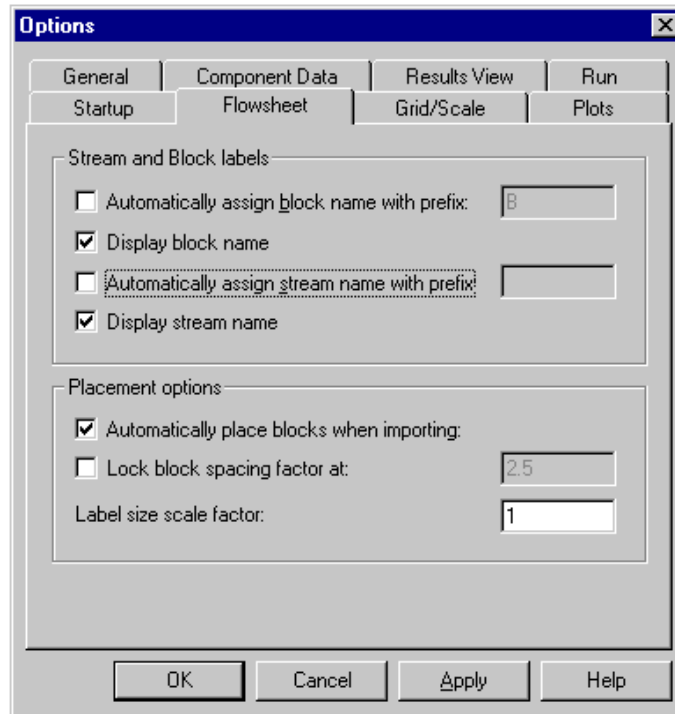 Options
General Component Data Results View Run
Startup Flowsheet Grid/Scale Plots
Stream and Block labels
Automatically assign block name with prefix: B
Display block name
Automatically assign stream name with prefix
Display stream name
Placement options
Automatically place blocks when importing:
Lock block spacing factor at: 2.5
Label size scale factor: 1
OK Cancel Apply Help